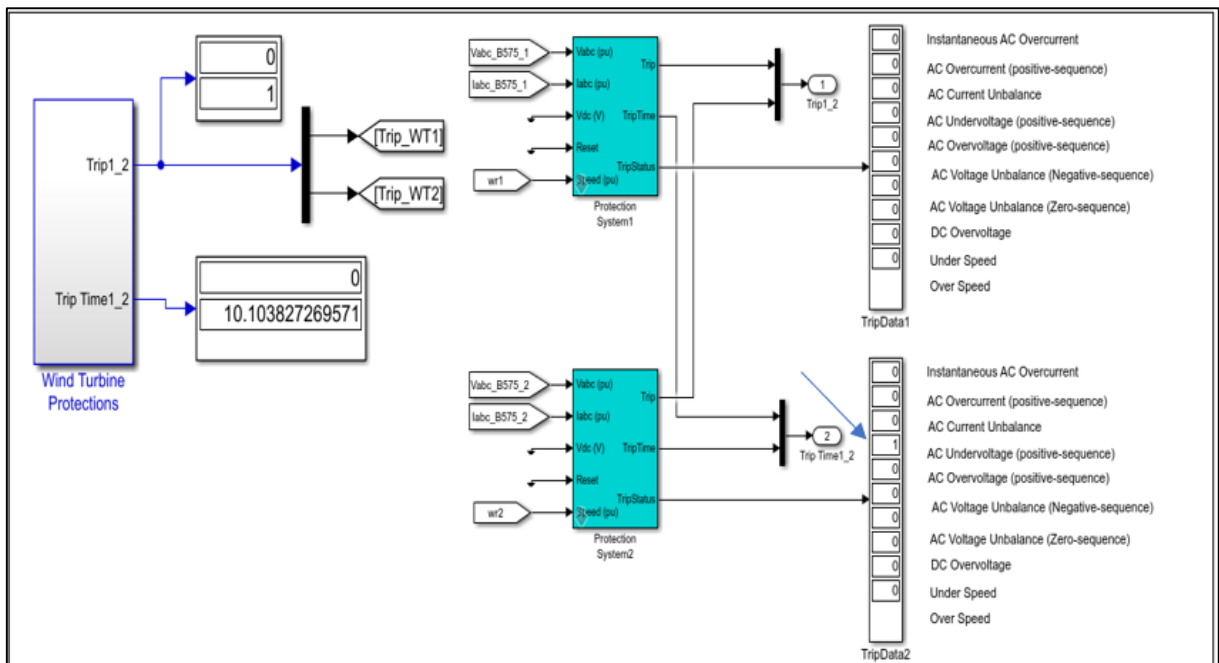 0
1
Trip1_2
[Trip_WT1]
[Trip_WT2]
Trip Time1_2
0
10.103827269571
Wind Turbine
Protections
Vabc_B575_1
Iabc_B575_1
wr1
Vabc (pu)
Iabc (pu)
Vdc (V)
Reset
Speed (pu)
Trip
TripTime
TripStatus
Protection
System1
1
Trip1_2
0
0
0
0
0
0
0
0
0
0
TripData1
Instantaneous AC Overcurrent
AC Overcurrent (positive-sequence)
AC Current Unbalance
AC Undervoltage (positive-sequence)
AC Overvoltage (positive-sequence)
AC Voltage Unbalance (Negative-sequence)
AC Voltage Unbalance (Zero-sequence)
DC Overvoltage
Under Speed
Over Speed
Vabc_B575_2
Iabc_B575_2
wr2
Vabc (pu)
Iabc (pu)
Vdc (V)
Reset
Speed (pu)
Trip
TripTime
TripStatus
Protection
System2
2
Trip Time1_2
0
0
0
1
0
0
0
0
0
0
TripData2
Instantaneous AC Overcurrent
AC Overcurrent (positive-sequence)
AC Current Unbalance
AC Undervoltage (positive-sequence)
AC Overvoltage (positive-sequence)
AC Voltage Unbalance (Negative-sequence)
AC Voltage Unbalance (Zero-sequence)
DC Overvoltage
Under Speed
Over Speed